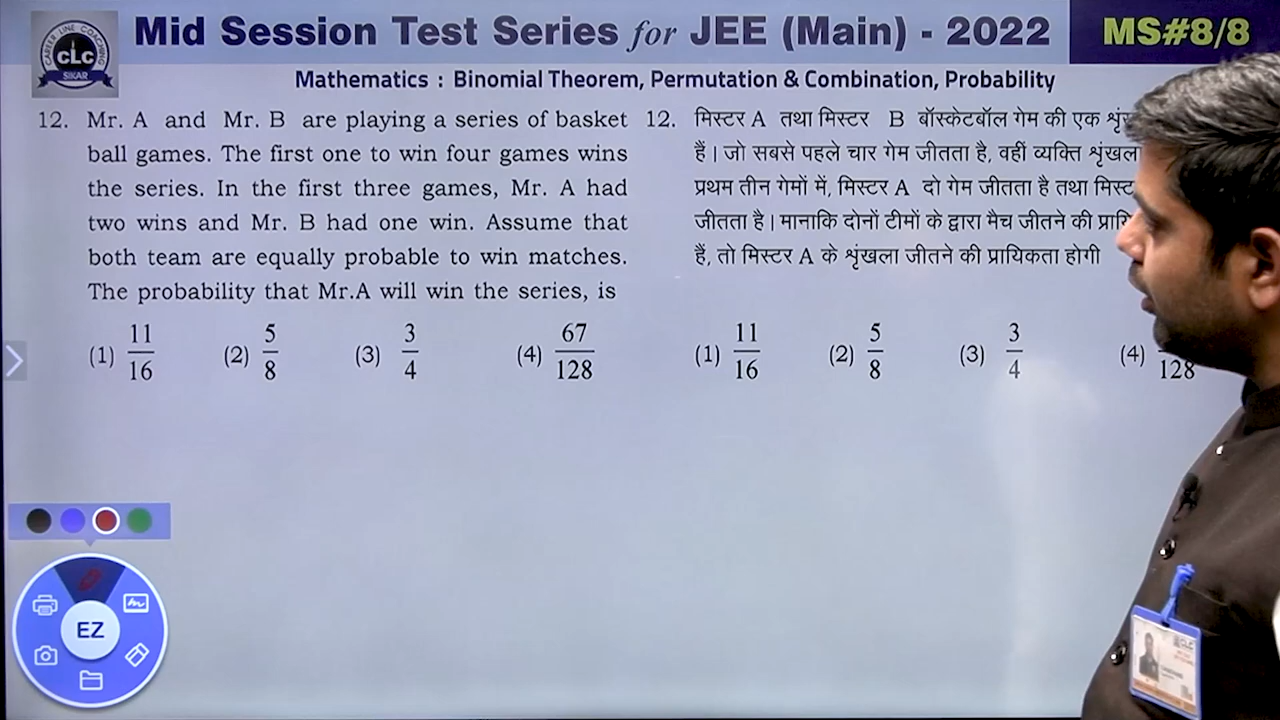 CAREER LINE COACHING
CLC
SIKAR
Mid Session Test Series for JEE (Main) - 2022
MS#8/8
Mathematics : Binomial Theorem, Permutation & Combination, Probability
12. Mr. A and Mr. B are playing a series of basket
ball games. The first one to win four games wins
the series. In the first three games, Mr. A had
two wins and Mr. B had one win. Assume that
both team are equally probable to win matches.
The probability that Mr.A will win the series, is
(1) 11/16 (2) 5/8 (3) 3/4 (4) 67/128
12. मिस्टर A तथा मिस्टर B बॉस्केटबॉल गेम की एक
हैं। जो सबसे पहले चार गेम जीतता है, वहीं व्यक्ति शृंखला
प्रथम तीन गेमों में, मिस्टर A दो गेम जीतता है तथा
जीतता है। मानाकि दोनों टीमों के द्वारा मैच जीतने की
हैं, तो मिस्टर A के शृंखला जीतने की प्रायिकता होगी
(1) 11/16 (2) 5/8 (3) 3/4 (4) 128
EZ
CLC